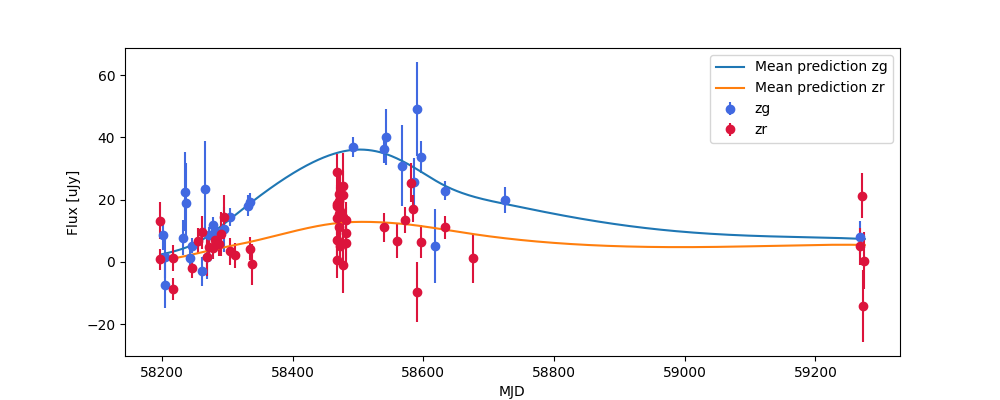 Mean prediction zg
Mean prediction zr
zg
zr
Flux [uJy]
60
40
20
0
−20
58200 58400 58600 58800 59000 59200
MJD